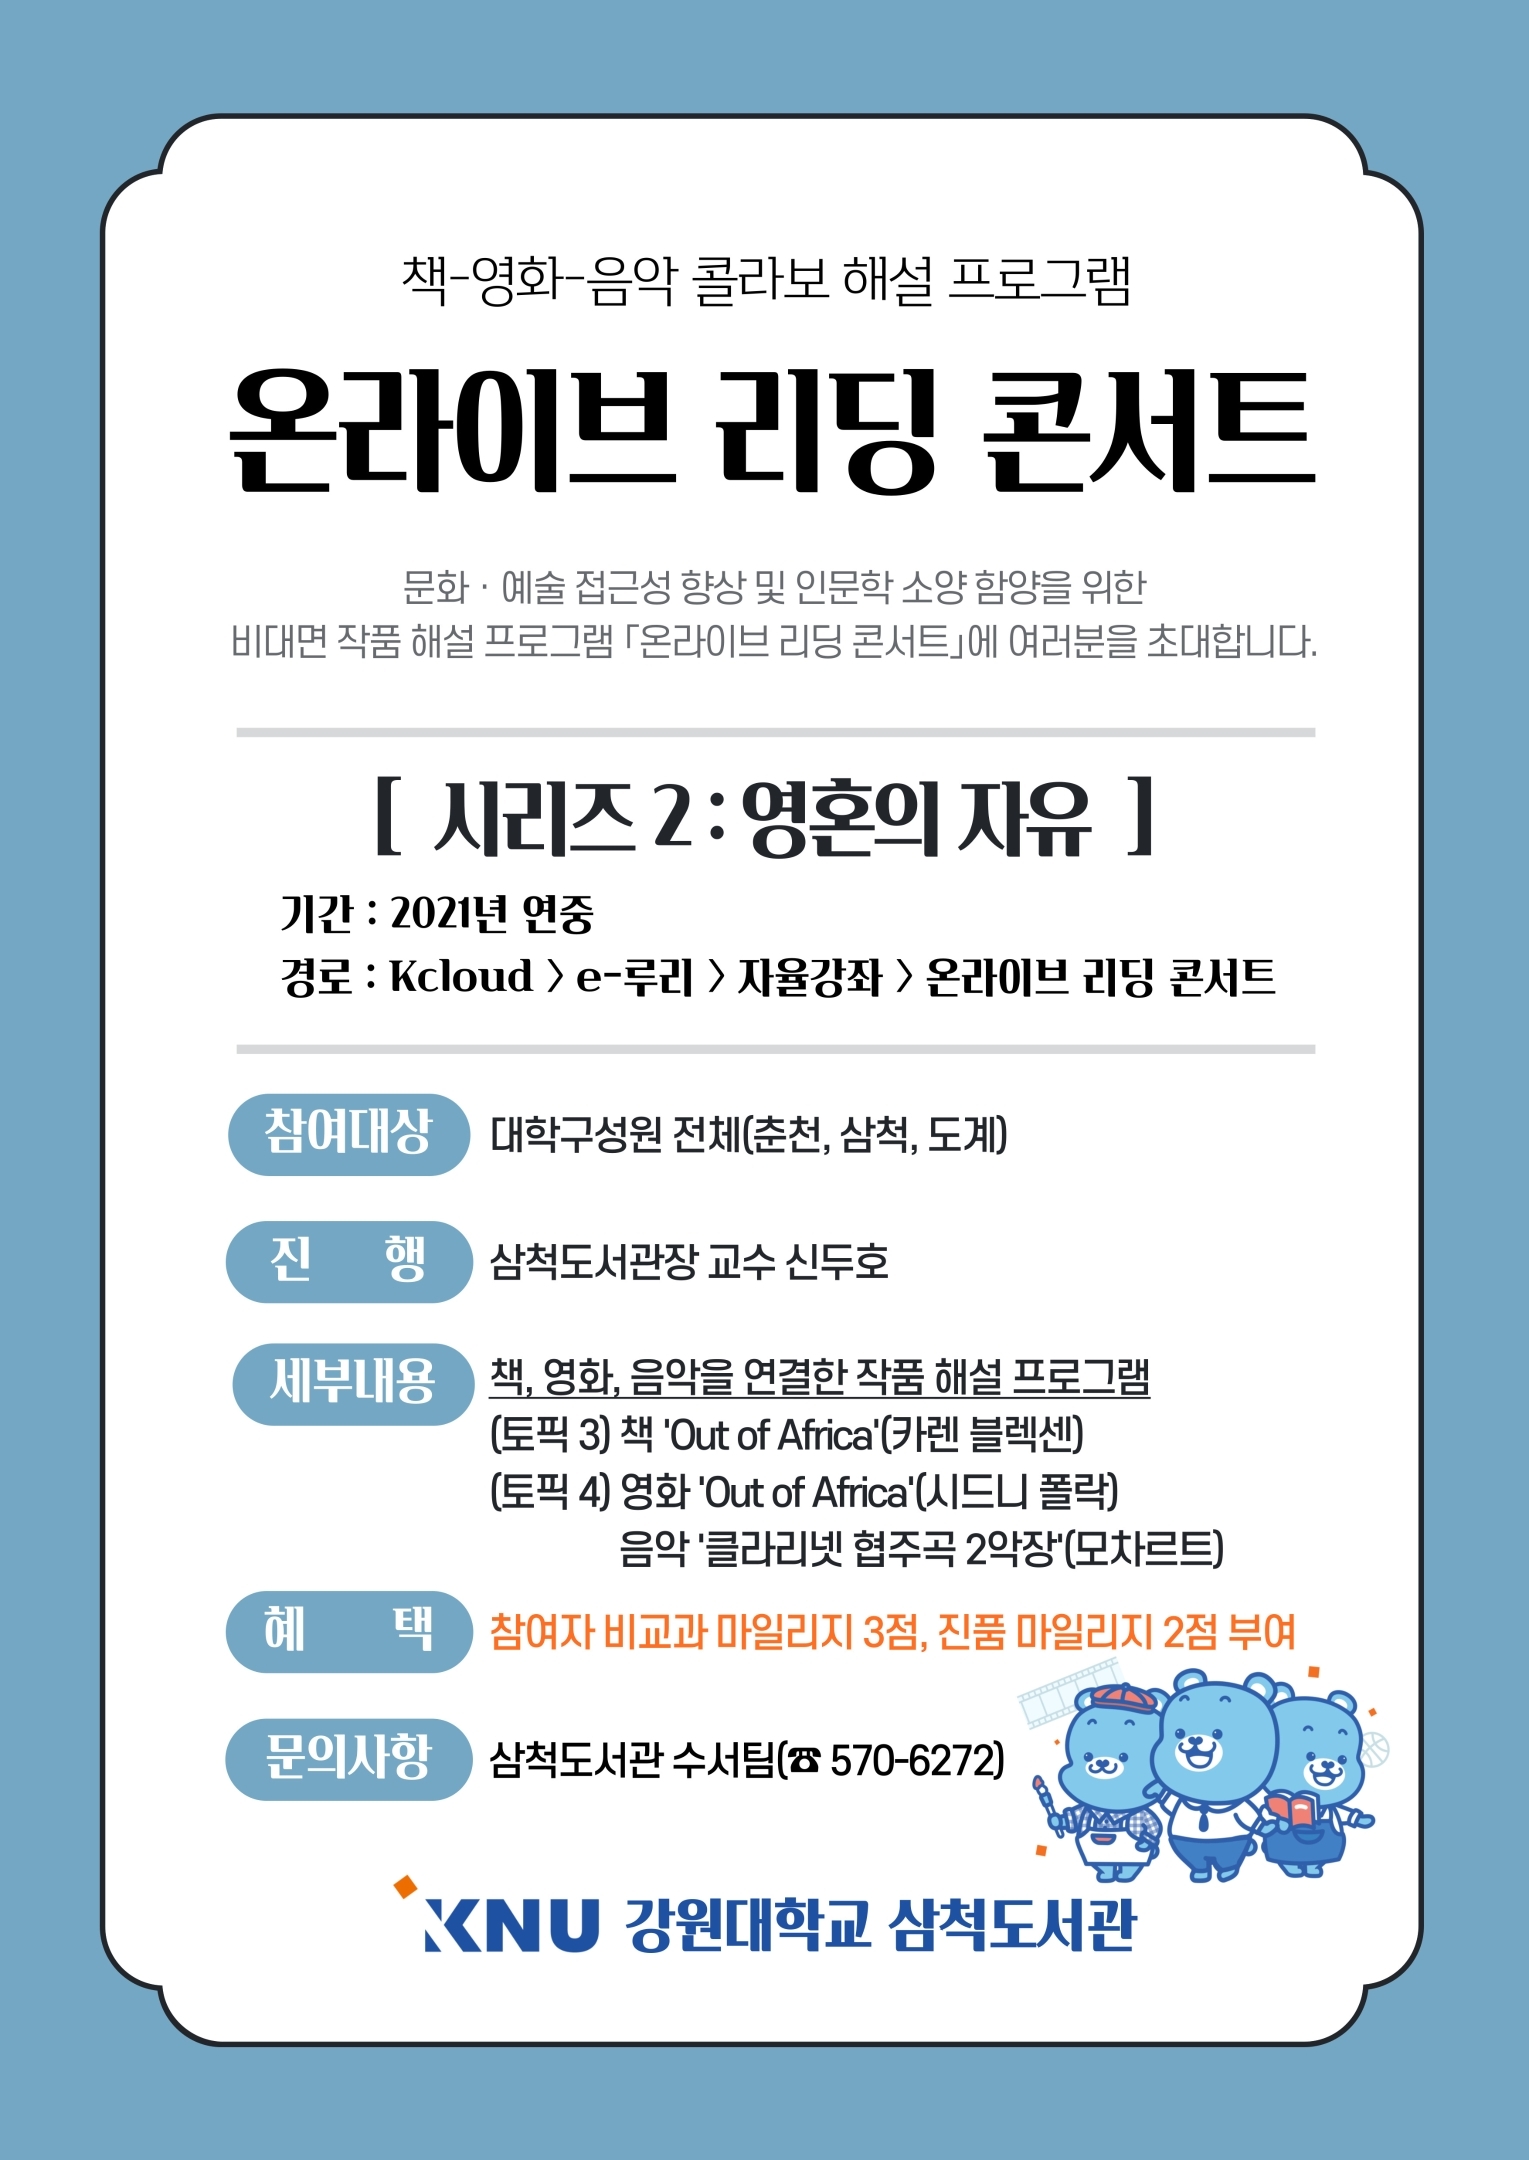 책-영화-음악 콜라보 해설 프로그램
온라이브 리딩 콘서트
문화 · 예술 접근성 향상 및 인문학 소양 함양을 위한
비대면 작품 해설 프로그램 「온라이브 리딩 콘서트」에 여러분을 초대합니다.
[ 시리즈 2 : 영혼의 자유 ]
기간 : 2021년 연중
경로 : Kcloud > e-루리 > 자율강좌 > 온라이브 리딩 콘서트
참여대상 대학구성원 전체(춘천, 삼척, 도계)
진 행 삼척도서관장 교수 신두호
세부내용 책, 영화, 음악을 연결한 작품 해설 프로그램
(토픽 3) 책 'Out of Africa'(카렌 블렉센)
(토픽 4) 영화 'Out of Africa'(시드니 폴락)
음악 '클라리넷 협주곡 2악장'(모차르트)
혜 택 참여자 비교과 마일리지 3점, 진품 마일리지 2점 부여
문의사항 삼척도서관 수서팀(☎ 570-6272)
KNU 강원대학교 삼척도서관